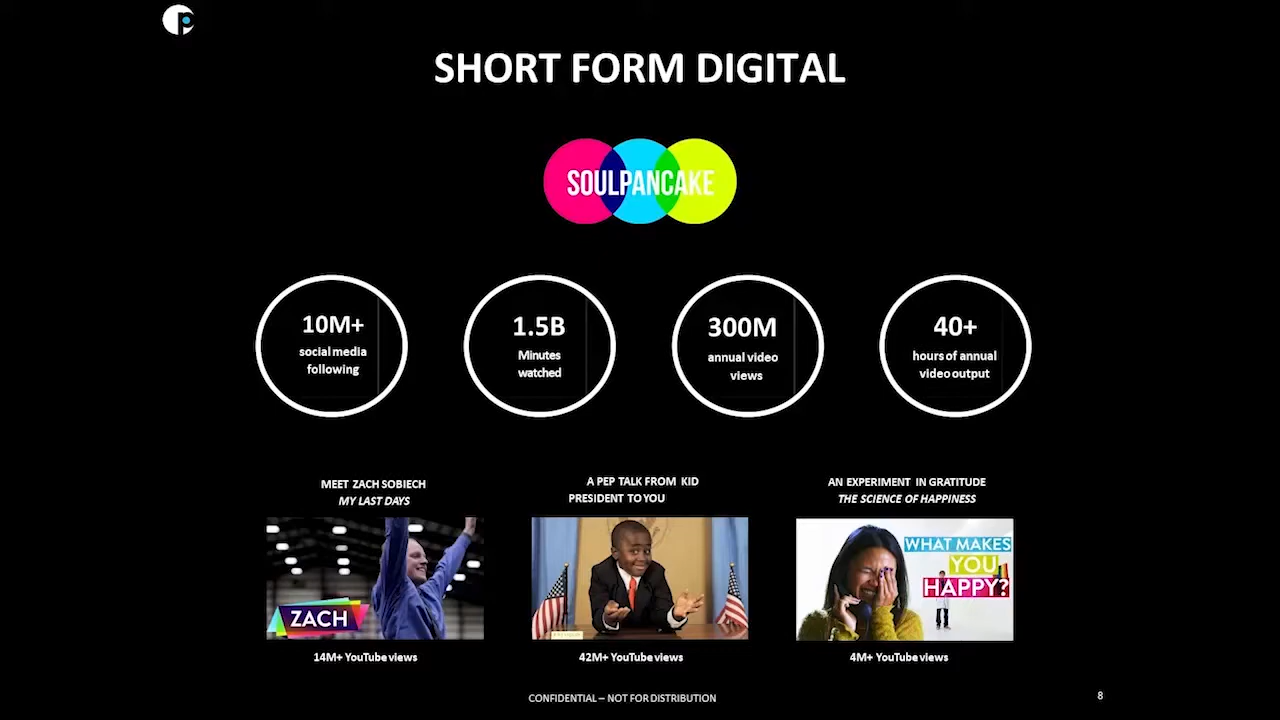 SHORT FORM DIGITAL
SOULPANCAKE
10M+
social media
following
1.5B
Minutes
watched
300M
annual video
views
40+
hours of annual
video output
MEET ZACH SOBIECH
MY LAST DAYS
A PEP TALK FROM KID
PRESIDENT TO YOU
AN EXPERIMENT IN GRATITUDE
THE SCIENCE OF HAPPINESS
ZACH
WHAT MAKES
YOU
HAPPY?
14M+ YouTube views
42M+ YouTube views
4M+ YouTube views
CONFIDENTIAL – NOT FOR DISTRIBUTION
8